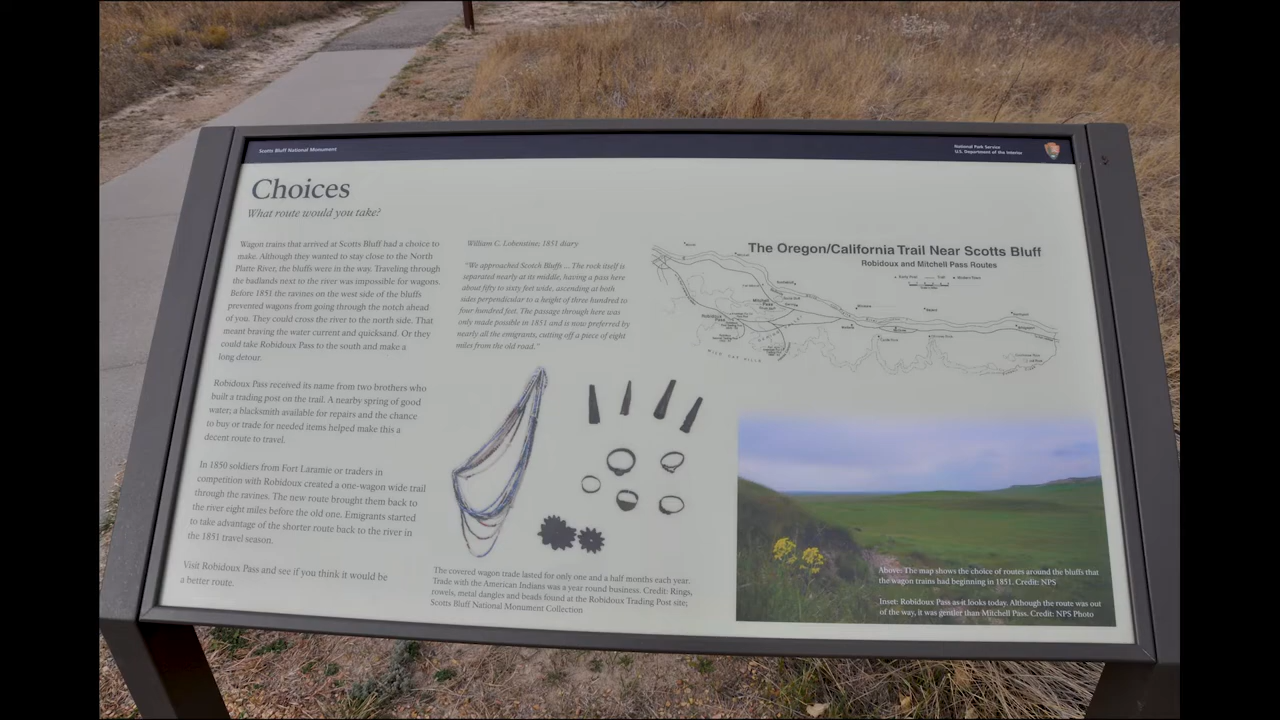 Scotts Bluff National Monument
National Park Service
U.S. Department of the Interior
Choices
What route would you take?
Wagon trains that arrived at Scotts Bluff had a choice to
make. Although they wanted to stay close to the North
Platte River, the bluffs were in the way. Traveling through
the badlands next to the river was impossible for wagons.
Before 1851 the ravines on the west side of the bluffs
prevented wagons from going through the notch ahead
of you. They could cross the river to the north side. That
meant braving the water current and quicksand. Or they
could take Robidoux Pass to the south and make a
long detour.
Robidoux Pass received its name from two brothers who
built a trading post on the trail. A nearby spring of good
water; a blacksmith available for repairs and the chance
to buy or trade for needed items helped make this a
decent route to travel.
In 1850 soldiers from Fort Laramie or traders in
competition with Robidoux created a one-wagon wide trail
through the ravines. The new route brought them back to
the river eight miles before the old one. Emigrants started
to take advantage of the shorter route back to the river in
the 1851 travel season.
Visit Robidoux Pass and see if you think it would be
a better route.
William C. Lobenstine; 1851 diary
"We approached Scotch Bluffs ... The rock itself is
separated nearly at its middle, having a pass here
about fifty to sixty feet wide, ascending at both
sides perpendicular to a height of three hundred to
four hundred feet. The passage through here was
only made possible in 1851 and is now preferred by
nearly all the emigrants, cutting off a piece of eight
miles from the old road."
The covered wagon trade lasted for only one and a half months each year.
Trade with the American Indians was a year round business. Credit: Rings,
rowels, metal dangles and beads found at the Robidoux Trading Post site;
Scotts Bluff National Monument Collection
The Oregon/California Trail Near Scotts Bluff
Robidoux and Mitchell Pass Routes
Mitchell
Pass
Robidoux
Pass
WILD CAT HILLS
Above: The map shows the choice of routes around the bluffs that
the wagon trains had beginning in 1851. Credit: NPS
Inset: Robidoux Pass as it looks today. Although the route was out
of the way, it was gentler than Mitchell Pass. Credit: NPS Photo